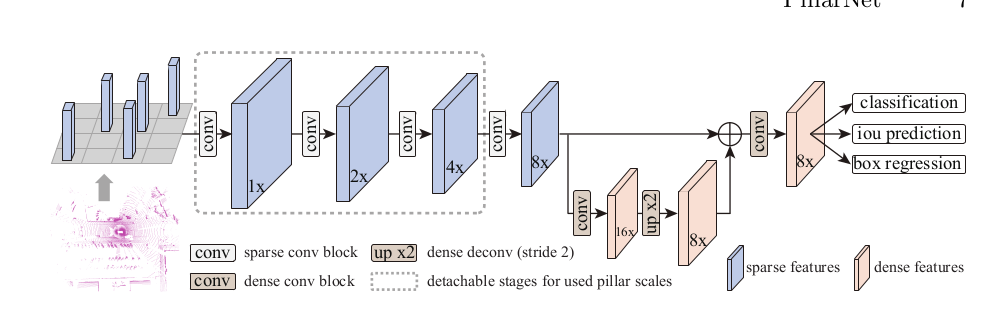 PillarNet 7
conv
1x
conv
2x
conv
4x
conv
8x
conv
16x
up x2
8x
conv
8x
classification
iou prediction
box regression
conv sparse conv block
up x2 dense deconv (stride 2)
conv dense conv block
detachable stages for used pillar scales
sparse features
dense features